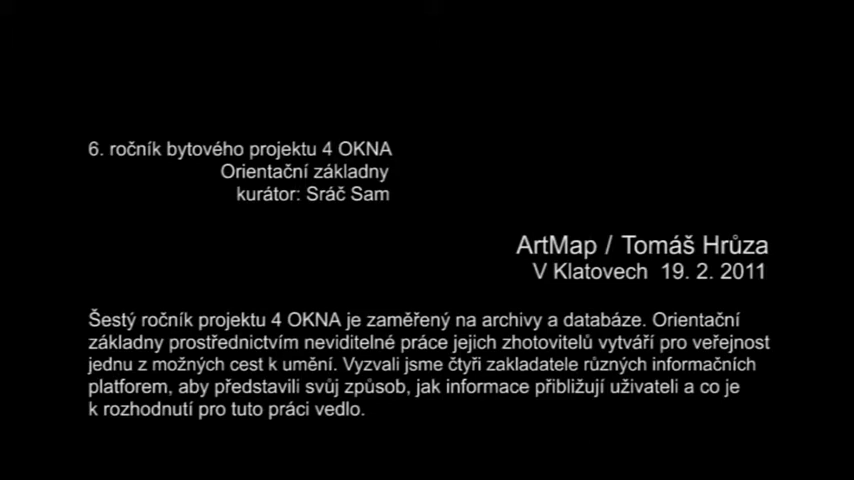 6. ročník bytového projektu 4 OKNA
Orientační základny
kurátor: Sráč Sam
ArtMap / Tomáš Hrůza
V Klatovech 19. 2. 2011
Šestý ročník projektu 4 OKNA je zaměřený na archivy a databáze. Orientační
základny prostřednictvím neviditelné práce jejich zhotovitelů vytváří pro veřejnost
jednu z možných cest k umění. Vyzvali jsme čtyři zakladatele různých informačních
platforem, aby představili svůj způsob, jak informace přibližují uživateli a co je
k rozhodnutí pro tuto práci vedlo.